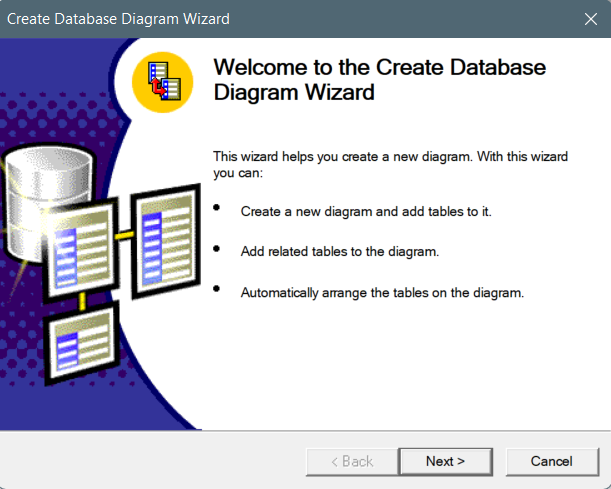 Create Database Diagram Wizard
Welcome to the Create Database
Diagram Wizard
This wizard helps you create a new diagram. With this wizard
you can:
• Create a new diagram and add tables to it.
• Add related tables to the diagram.
• Automatically arrange the tables on the diagram.
< Back
Next >
Cancel